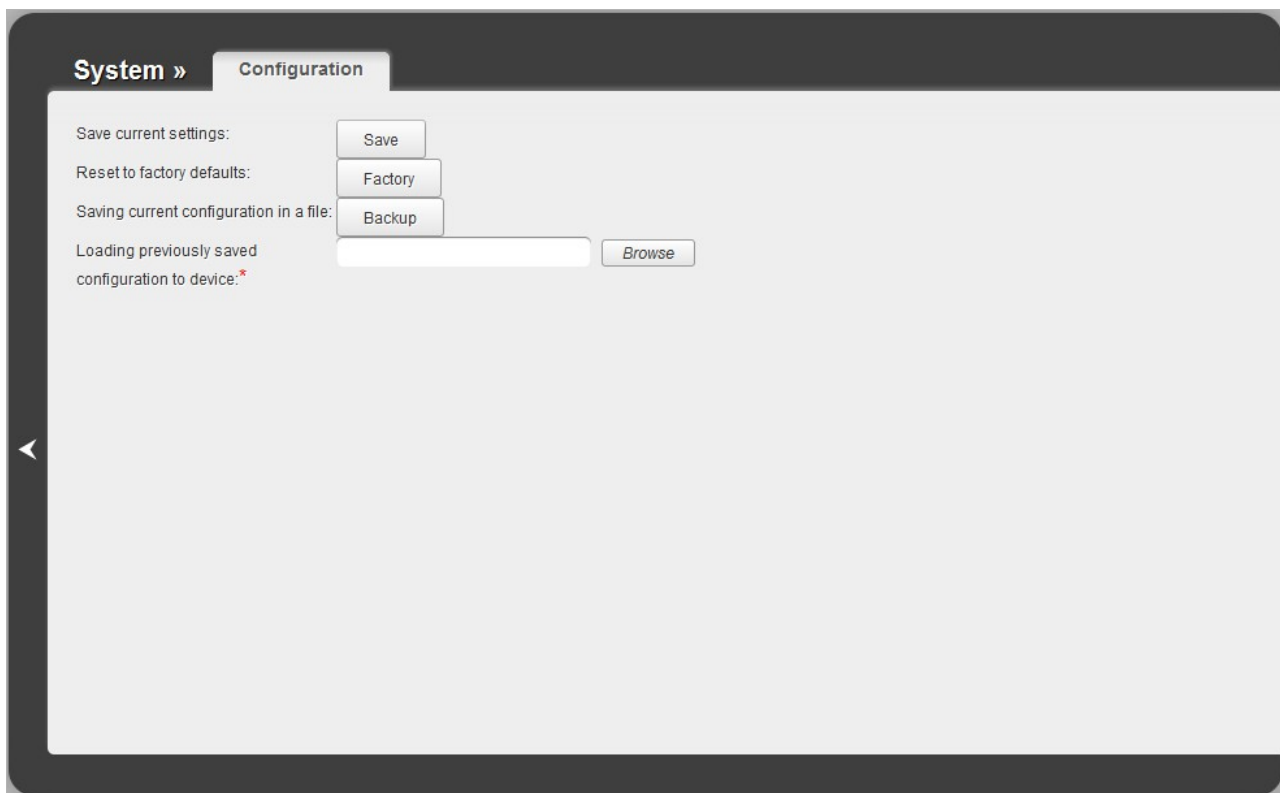 System » Configuration
Save current settings: Save
Reset to factory defaults: Factory
Saving current configuration in a file: Backup
Loading previously saved Browse
configuration to device:*